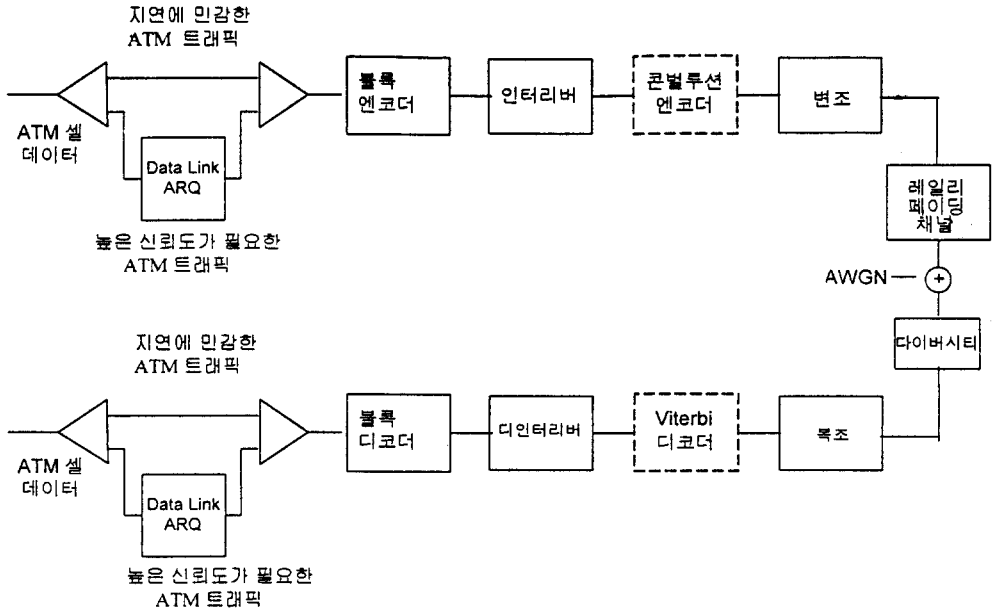 지연에 민감한
ATM 트래픽
ATM 셀
데이터
Data Link
ARQ
높은 신뢰도가 필요한
ATM 트래픽
블록
엔코더
인터리버
콘벌루션
엔코더
변조
레일리
페이딩
채널
AWGN
+
다이버시티
지연에 민감한
ATM 트래픽
ATM 셀
데이터
Data Link
ARQ
높은 신뢰도가 필요한
ATM 트래픽
블록
디코더
디인터리버
Viterbi
디코더
복조